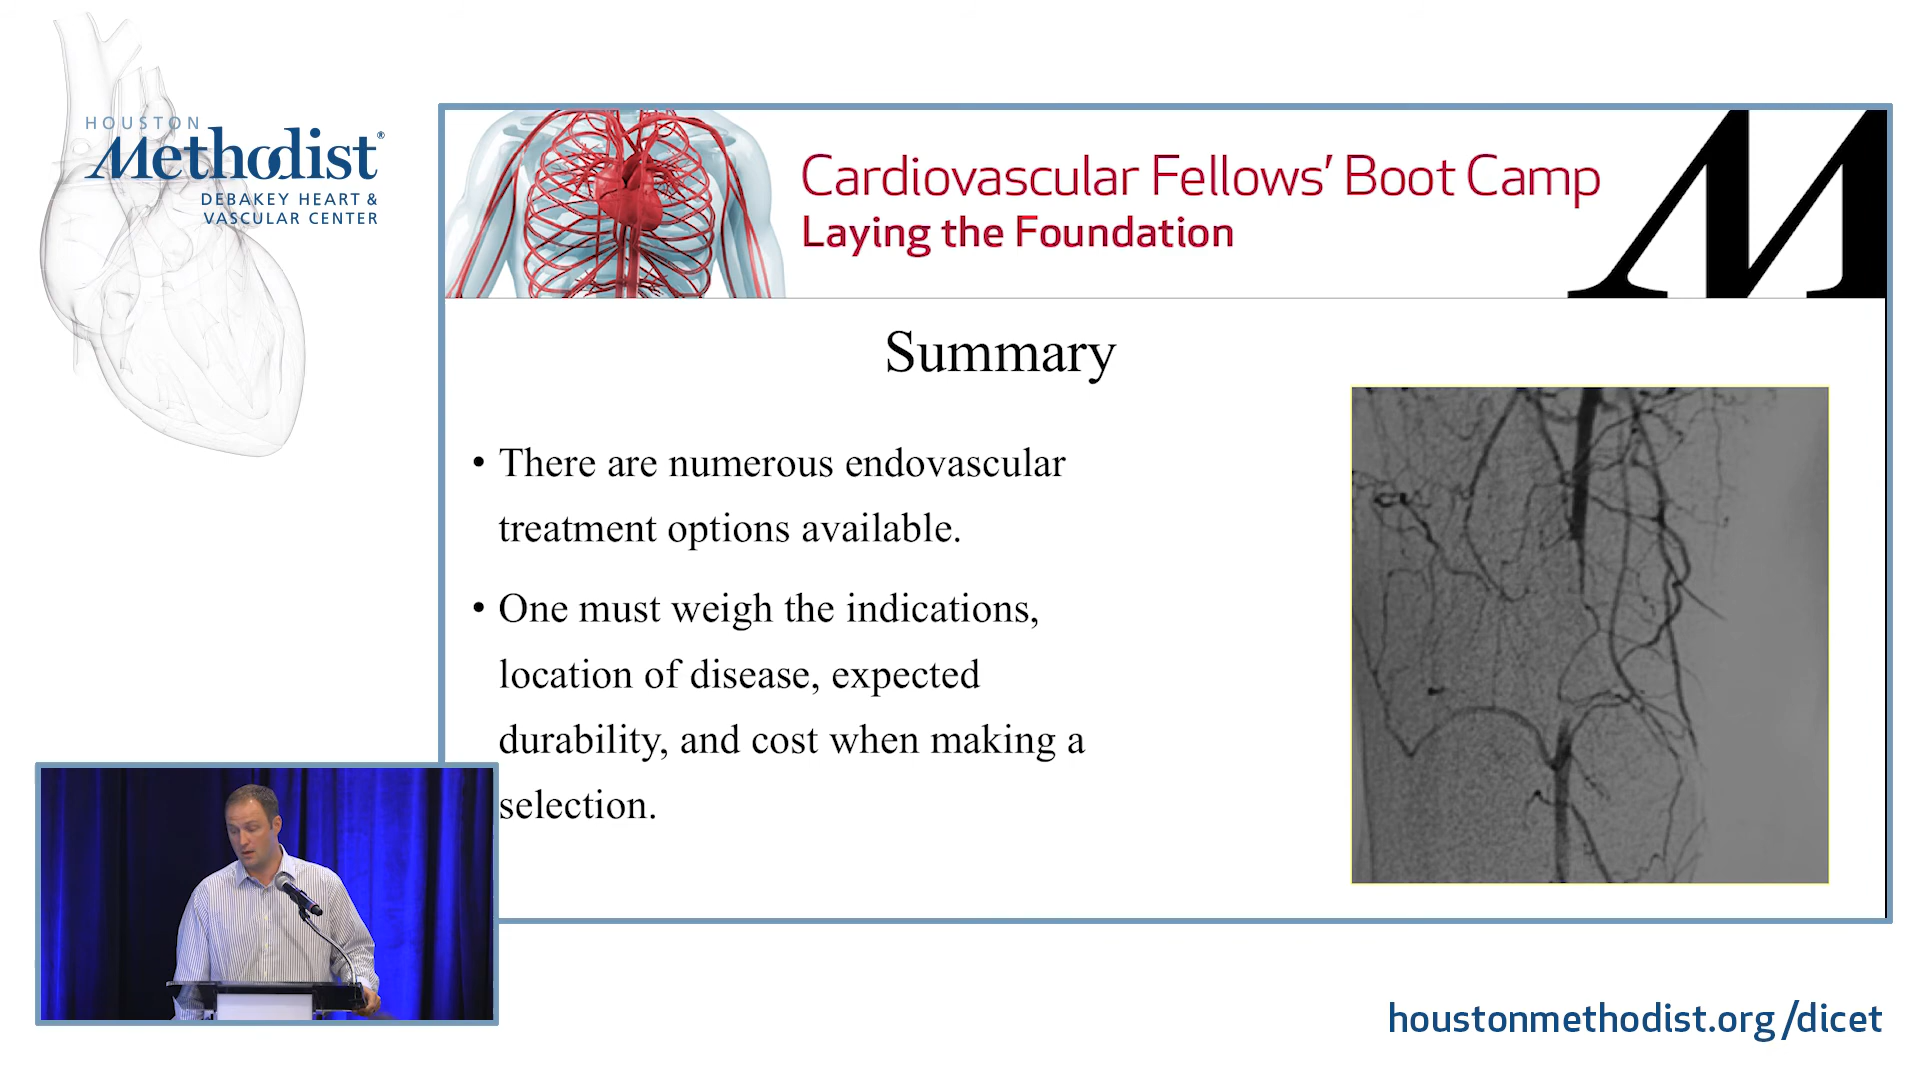 HOUSTON
Methodist®
DEBAKEY HEART &
VASCULAR CENTER
Cardiovascular Fellows’ Boot Camp
Laying the Foundation
M
Summary
• There are numerous endovascular
treatment options available.
• One must weigh the indications,
location of disease, expected
durability, and cost when making a
selection.
houstonmethodist.org/dicet